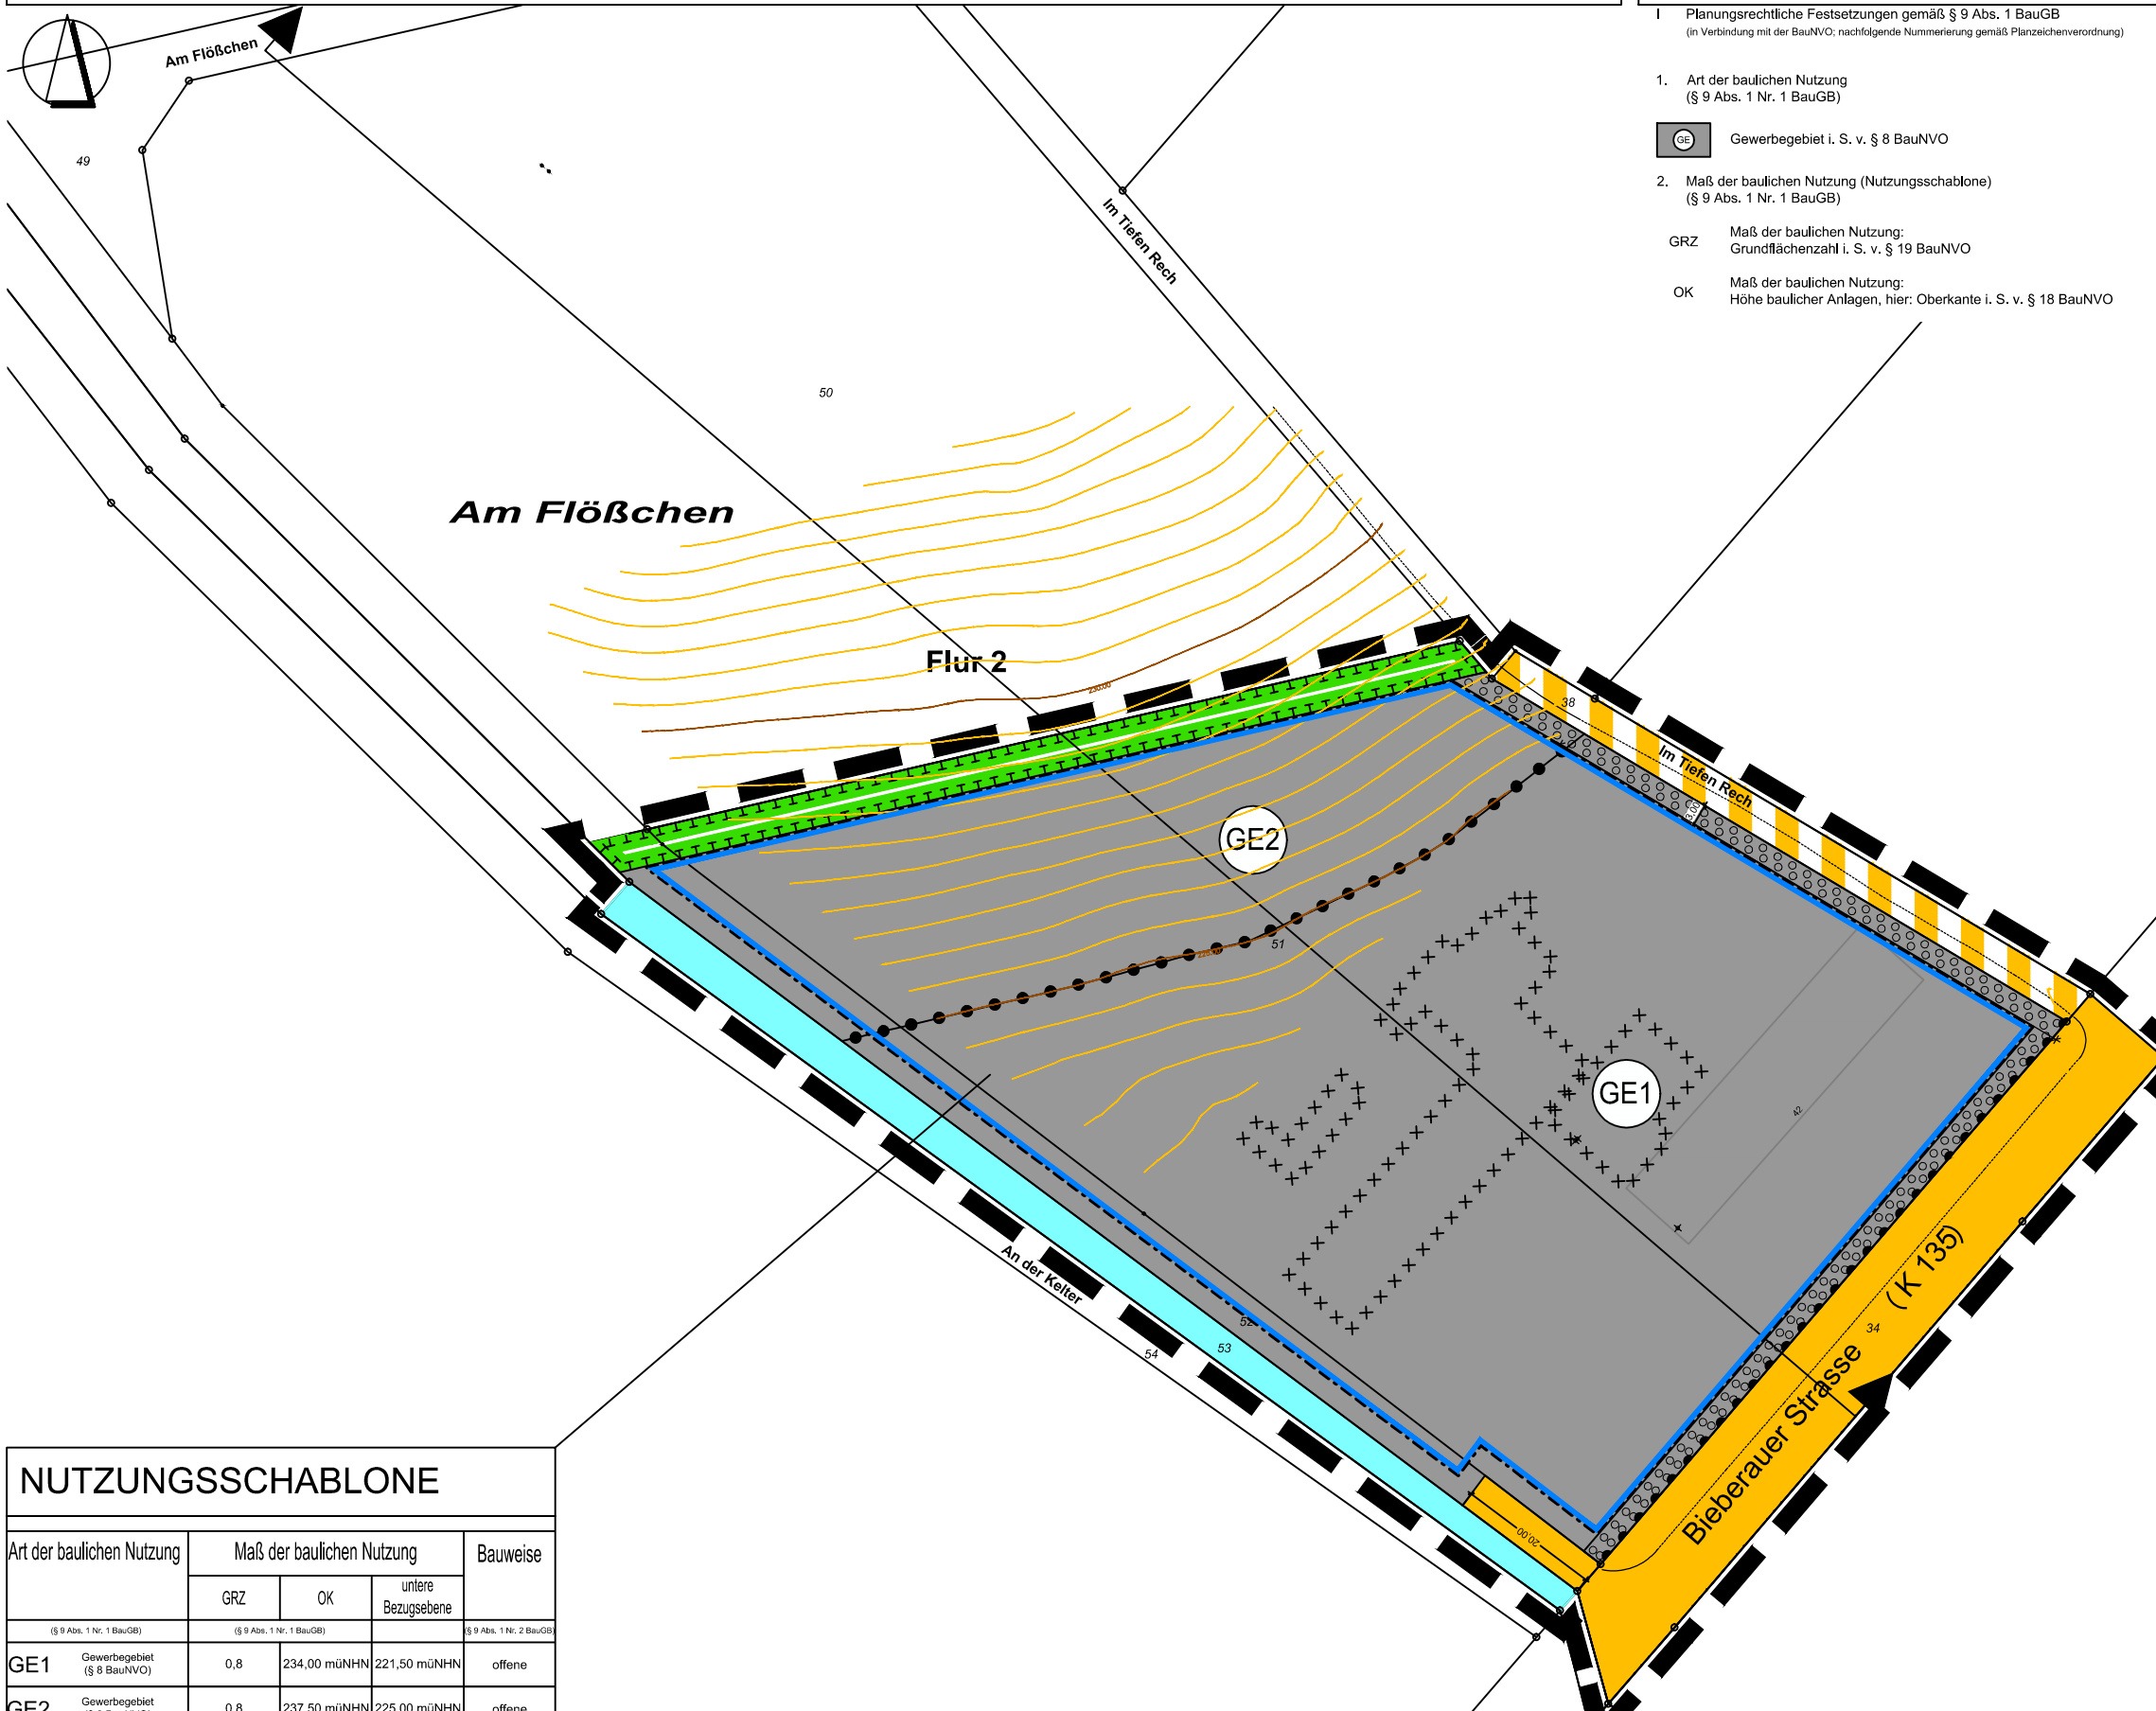 I Planungsrechtliche Festsetzungen gemäß § 9 Abs. 1 BauGB
(in Verbindung mit der BauNVO; nachfolgende Nummerierung gemäß Planzeichenverordnung)
1. Art der baulichen Nutzung
(§ 9 Abs. 1 Nr. 1 BauGB)
GE Gewerbegebiet i. S. v. § 8 BauNVO
2. Maß der baulichen Nutzung (Nutzungsschablone)
(§ 9 Abs. 1 Nr. 1 BauGB)
GRZ Maß der baulichen Nutzung:
Grundflächenzahl i. S. v. § 19 BauNVO
OK Maß der baulichen Nutzung:
Höhe baulicher Anlagen, hier: Oberkante i. S. v. § 18 BauNVO
Am Flößchen
49
Im Tiefen Rech
50
Am Flößchen
Flur 2
230.00
38
Im Tiefen Rech
3,00
GE2
51
GE1
42
An der Kelter
52
53
54
34
Bieberauer Strasse (K 135)
20,00
NUTZUNGSSCHABLONE
Art der baulichen Nutzung Maß der baulichen Nutzung Bauweise
GRZ OK untere Bezugsebene
(§ 9 Abs. 1 Nr. 1 BauGB) (§ 9 Abs. 1 Nr. 1 BauGB) (§ 9 Abs. 1 Nr. 2 BauGB)
GE1 Gewerbegebiet (§ 8 BauNVO) 0,8 234,00 müNHN 221,50 müNHN offene
GE2 Gewerbegebiet 0,8 237,50 müNHN 225,00 müNHN offene